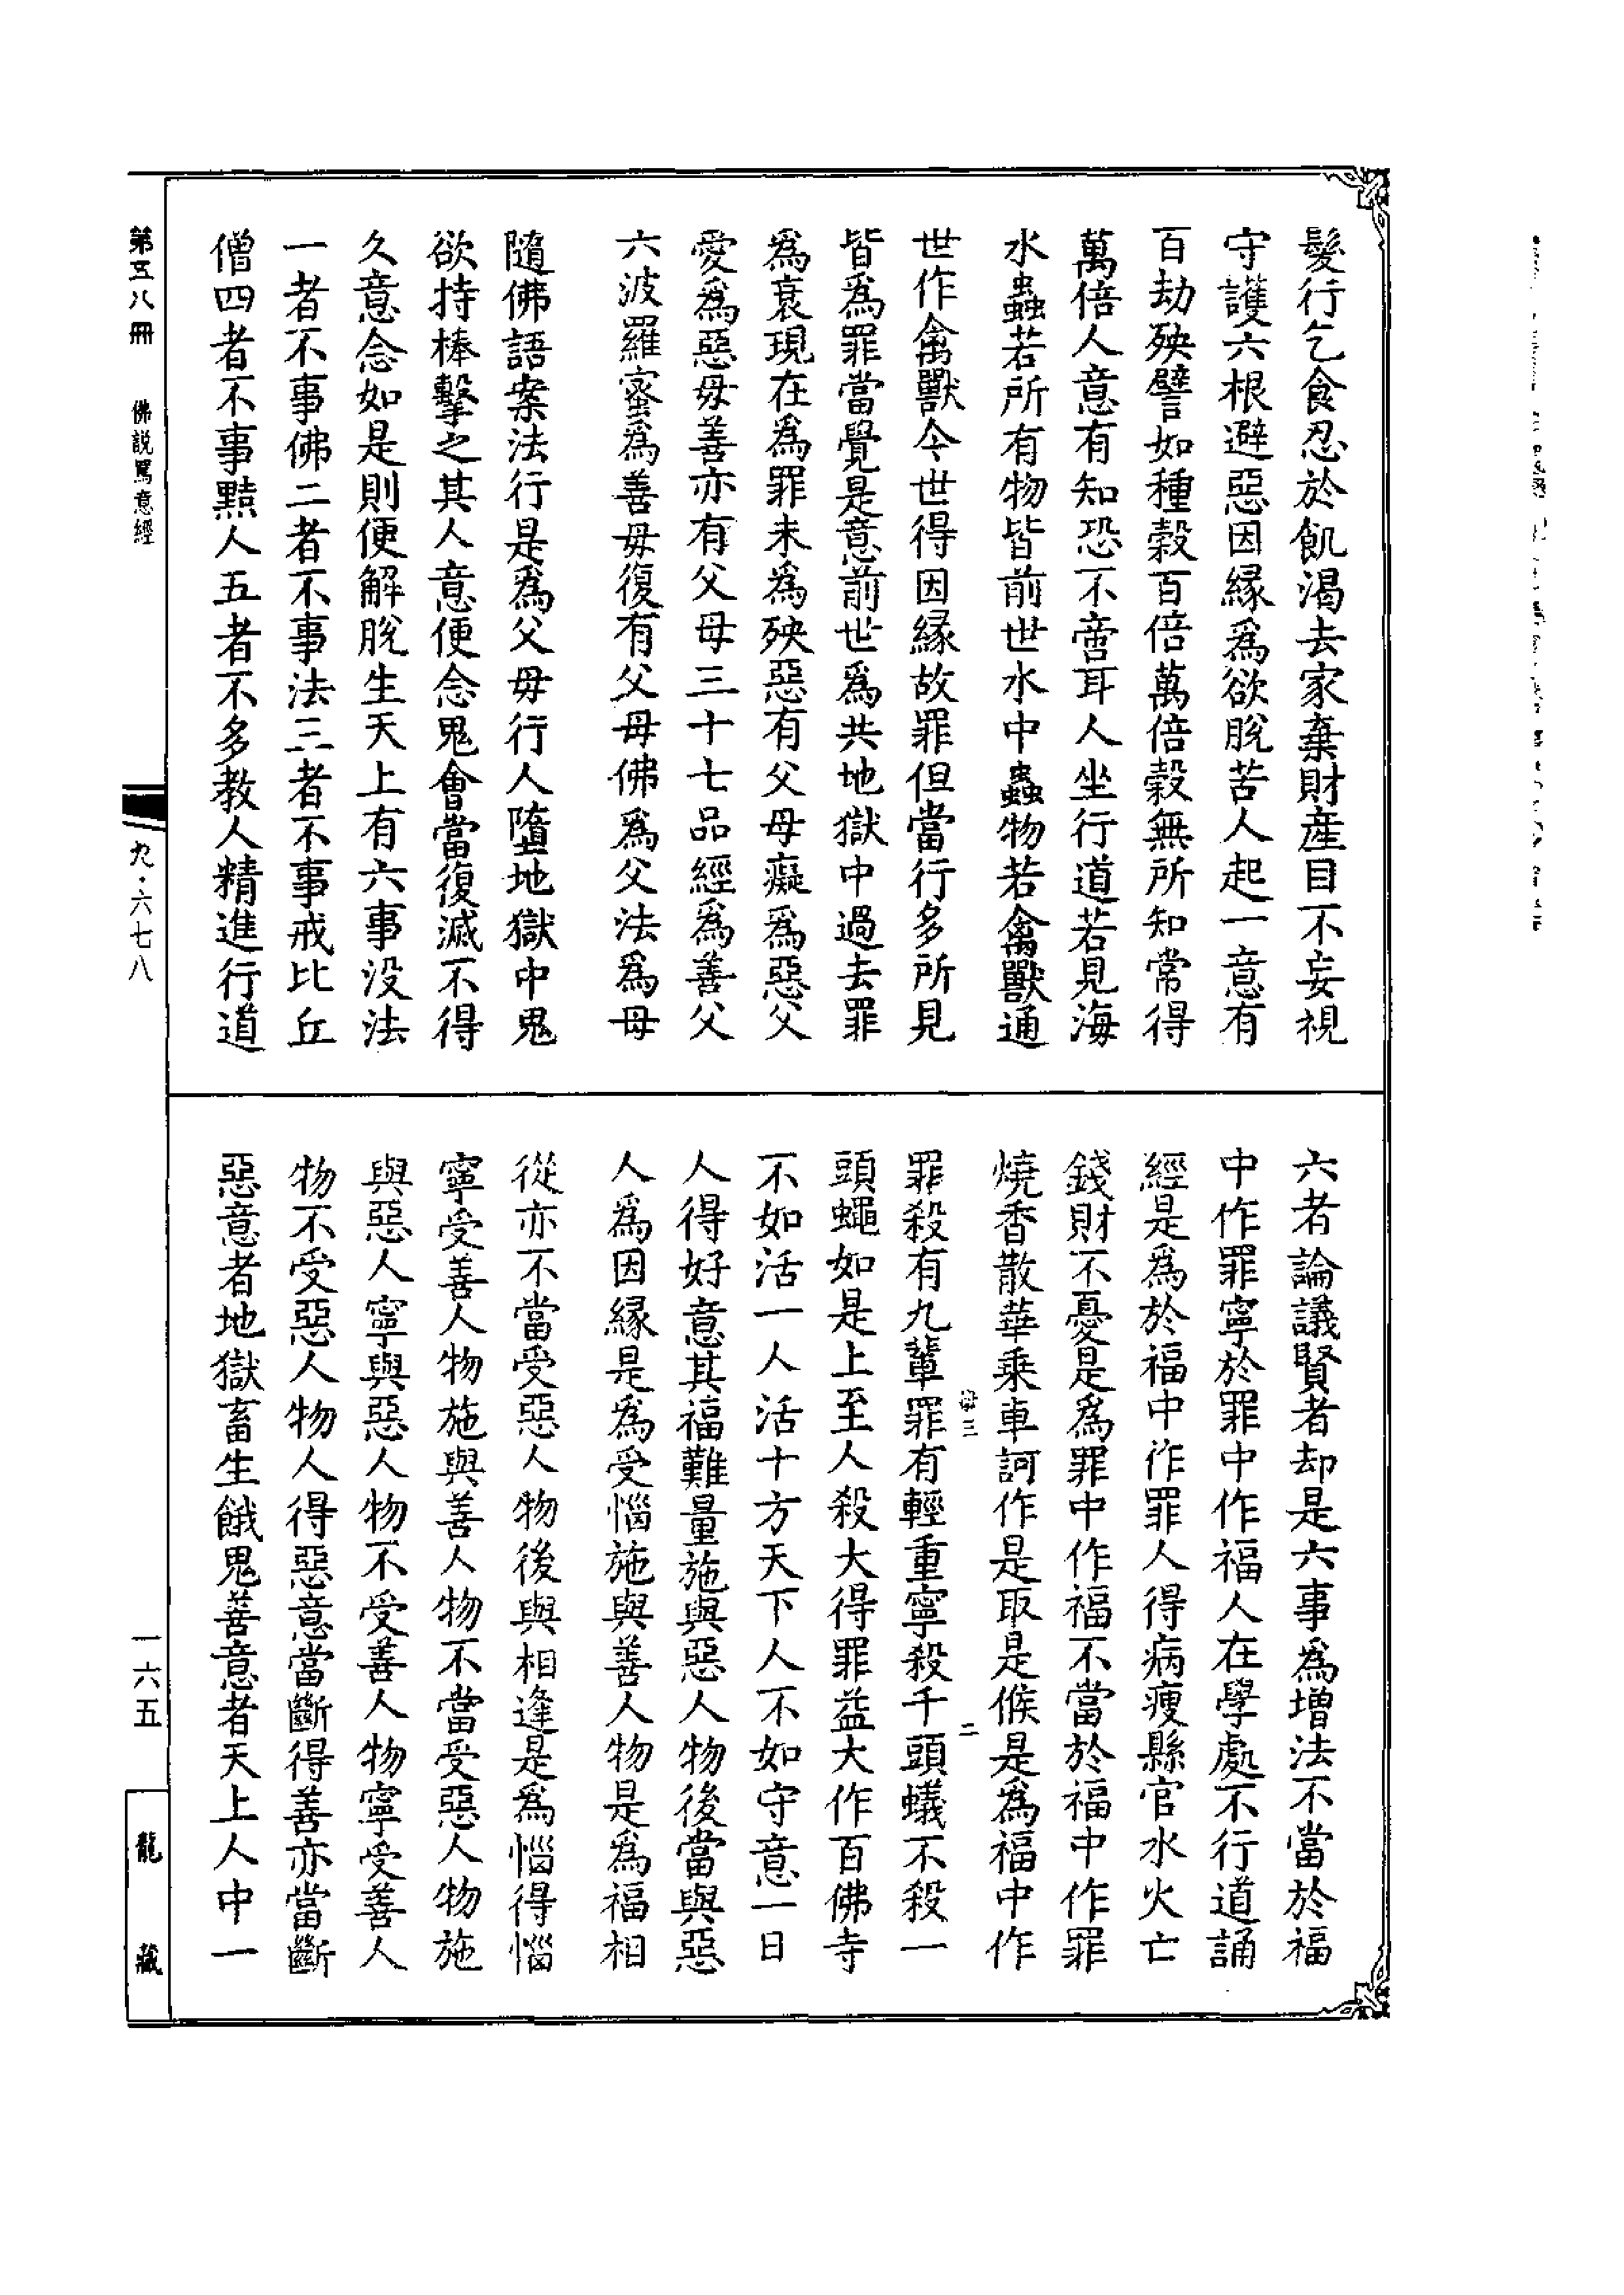 髮行乞食忍於飢渴去家棄財産目不妄視
守護六根避惡因緣爲欲脫苦人起一意有
百劫殃譬如種穀百倍萬倍穀無所知常得
萬倍人意有知恐不啻耳人坐行道若見海
水蟲若所有物皆前世水中蟲物若禽獸通
世作禽獸今世得因緣故罪但當行多所見
皆爲罪當覺是意前世爲共地獄中過去罪
爲衰現在爲罪未爲殃惡有父母癡爲惡父
愛爲惡母善亦有父母三十七品經爲善父
六波羅蜜爲善母復有父母佛爲父法爲母
隨佛語案法行是爲父母行人墮地獄中鬼
欲持棒擊之其人意便念鬼會當復滅不得
久意念如是則便解脫生天上有六事没法
一者不事佛二者不事法三者不事戒比丘
僧四者不事黠人五者不多教人精進行道
六者論議賢者却是六事爲增法不當於福
中作罪寧於罪中作福人在學處不行道誦
經是爲於福中作罪人得病瘦縣官水火亡
錢財不憂是爲罪中作福不當於福中作罪
燒香散華乘車訶作是取是候是爲福中作
罪殺有九輩罪有輕重寧殺千頭蟻不殺一
頭蠅如是上至人殺大得罪益大作百佛寺
不如活一人活十方天下人不如守意一日
人得好意其福難量施與惡人物後當與惡
人爲因緣是爲受惱施與善人物是爲福相
從亦不當受惡人物後與相逢是爲惱得惱
寧受善人物施與善人物不當受惡人物施
與惡人寧與惡人物不受善人物寧受善人
物不受惡人物人得惡意當斷得善亦當斷
惡意者地獄畜生餓鬼善意者天上人中一
第五八冊
佛説罵意經
九·六七八
一六五
龍藏